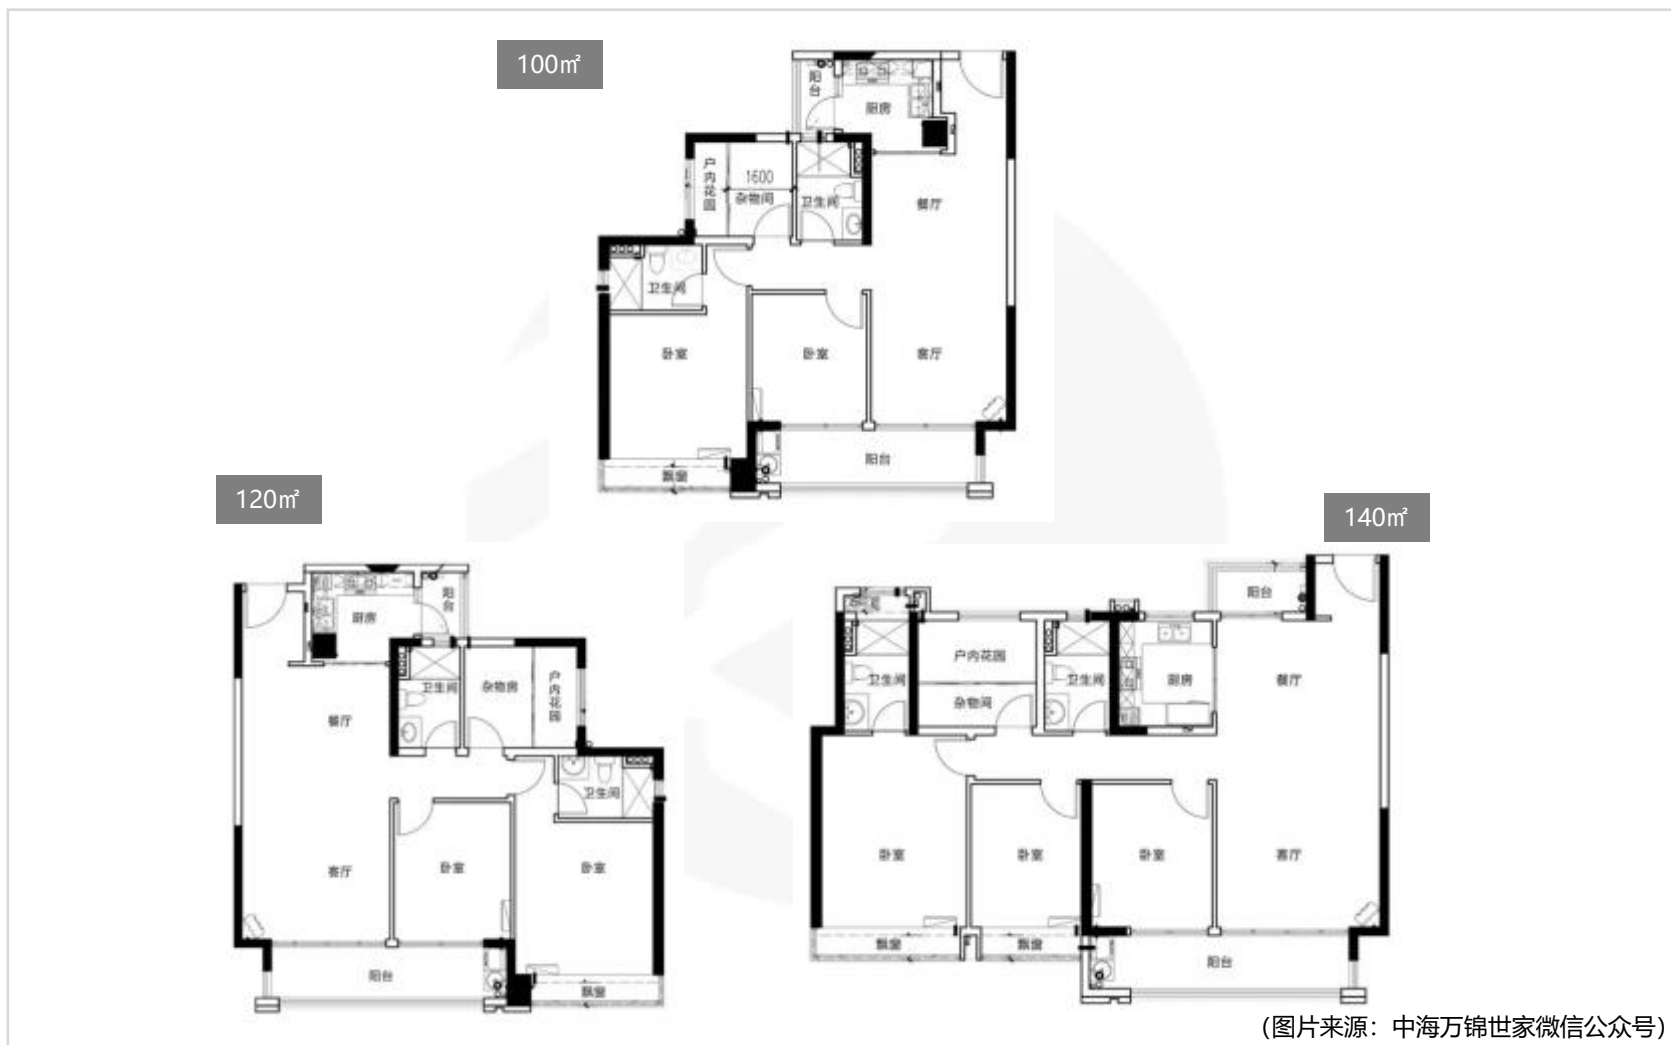 100㎡
阳台
厨房
户内花园
1600
杂物间
卫生间
餐厅
卫生间
卧室
卧室
客厅
阳台
飘窗
120㎡
厨房
阳台
卫生间
杂物房
户内花园
餐厅
卫生间
客厅
卧室
卧室
阳台
飘窗
140㎡
阳台
户内花园
卫生间
卫生间
厨房
餐厅
杂物间
卧室
卧室
卧室
客厅
飘窗
飘窗
阳台
(图片来源：中海万锦世家微信公众号)